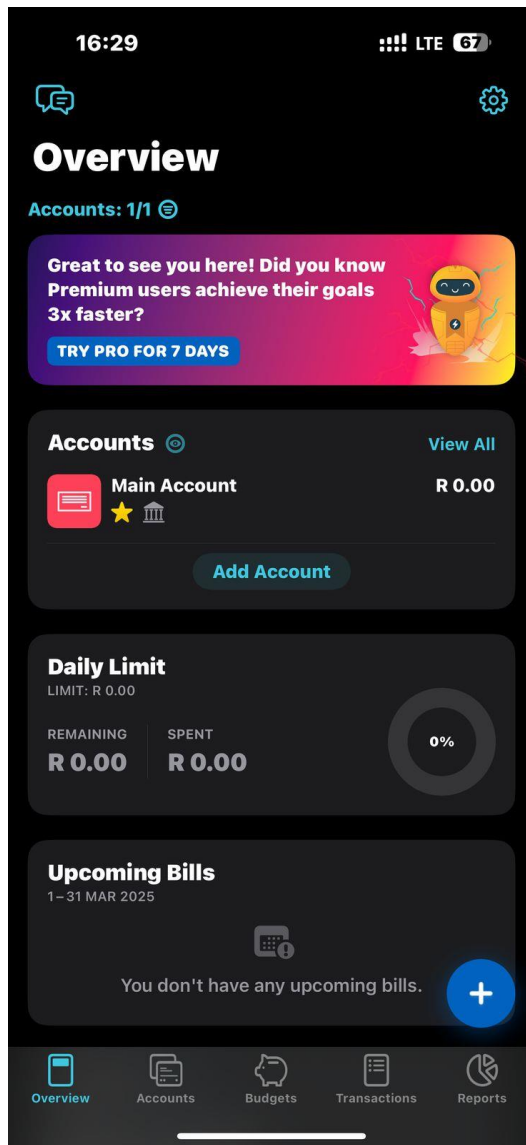 16:29
LTE 67
Overview
Accounts: 1/1
Great to see you here! Did you know
Premium users achieve their goals
3x faster?
TRY PRO FOR 7 DAYS
Accounts
View All
Main Account
R 0.00
Add Account
Daily Limit
LIMIT: R 0.00
REMAINING
SPENT
R 0.00
R 0.00
0%
Upcoming Bills
1–31 MAR 2025
You don't have any upcoming bills.
+
Overview
Accounts
Budgets
Transactions
Reports